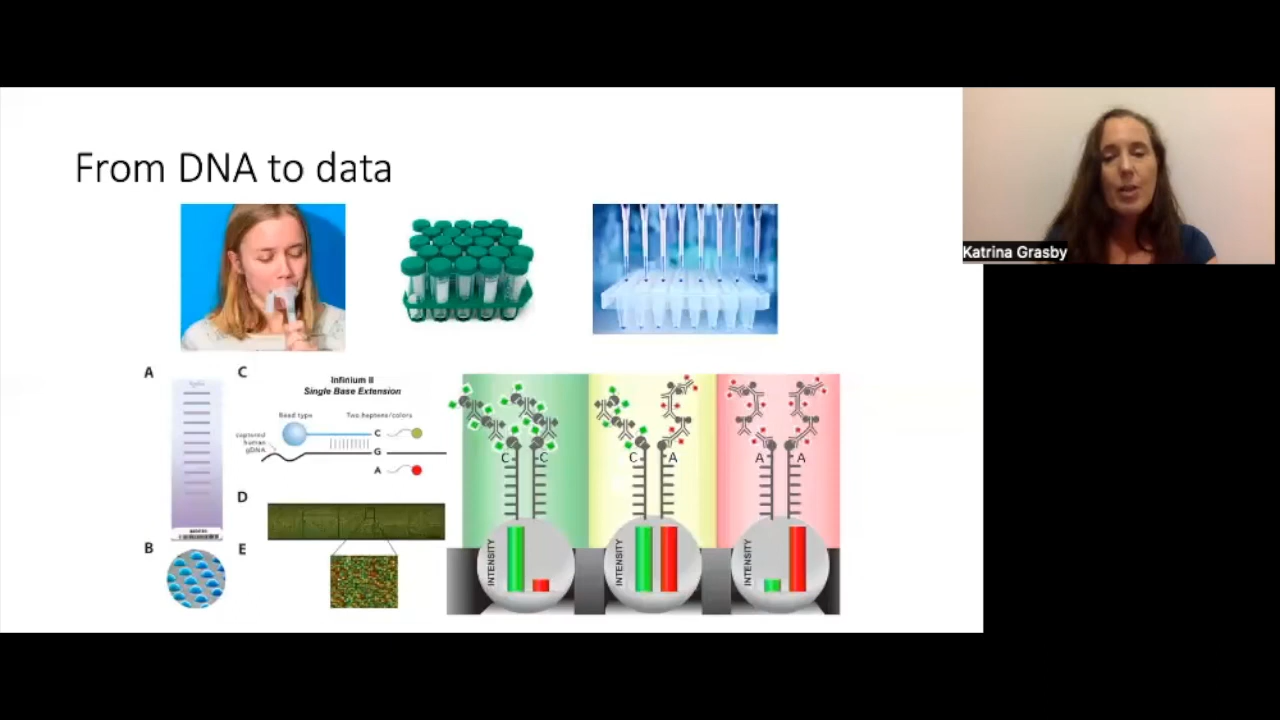 From DNA to data
Katrina Grasby
A
C
Infinium II
Single Base Extension
Bead type
Two haptens/colors
captured
human
gDNA
C
G
A
D
B
E
C C
C A
A A
INTENSITY
INTENSITY
INTENSITY